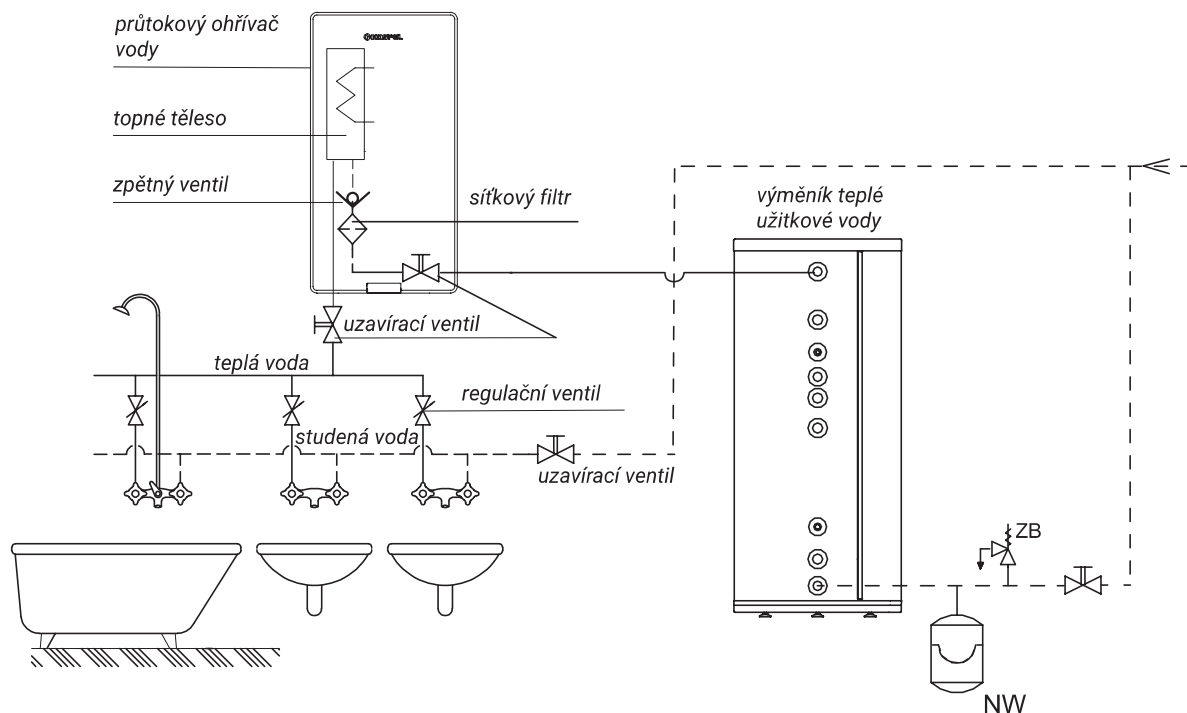 průtokový ohřívač
vody
topné těleso
zpětný ventil
síťkový filtr
výměník teplé
užitkové vody
uzavírací ventil
teplá voda
regulační ventil
studená voda
uzavírací ventil
ZB
NW